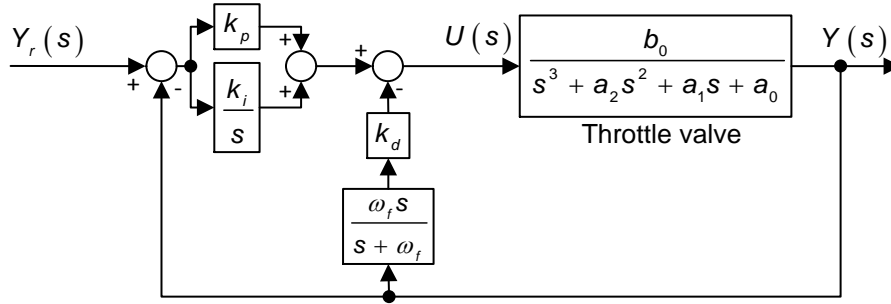 Y_r(s)
+
-
k_p
k_i
s
+
+
+
-
U(s)
b_0
s^3 + a_2 s^2 + a_1 s + a_0
Y(s)
Throttle valve
k_d
ω_f s
s + ω_f